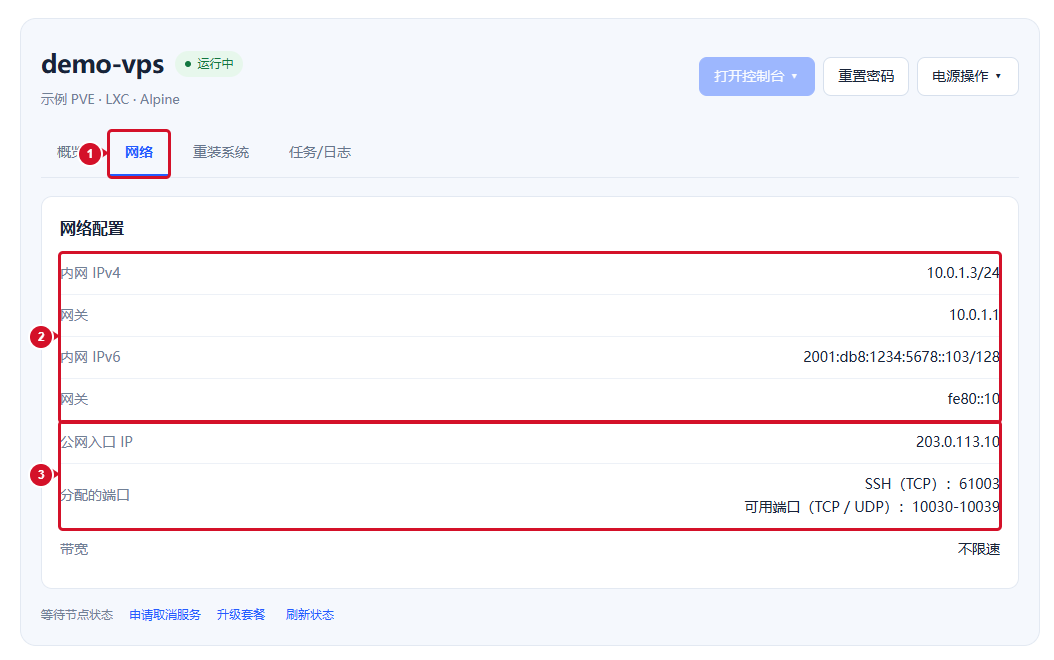 demo-vps
运行中
打开控制台
重置密码
电源操作
示例 PVE · LXC · Alpine
概览
1
网络
重装系统
任务/日志
网络配置
内网 IPv4 10.0.1.3/24
网关 10.0.1.1
2
内网 IPv6 2001:db8:1234:5678::103/128
网关 fe80::10
公网入口 IP 203.0.113.10
3
分配的端口 SSH（TCP）：61003
可用端口（TCP / UDP）：10030-10039
带宽 不限速
等待节点状态 申请取消服务 升级套餐 刷新状态